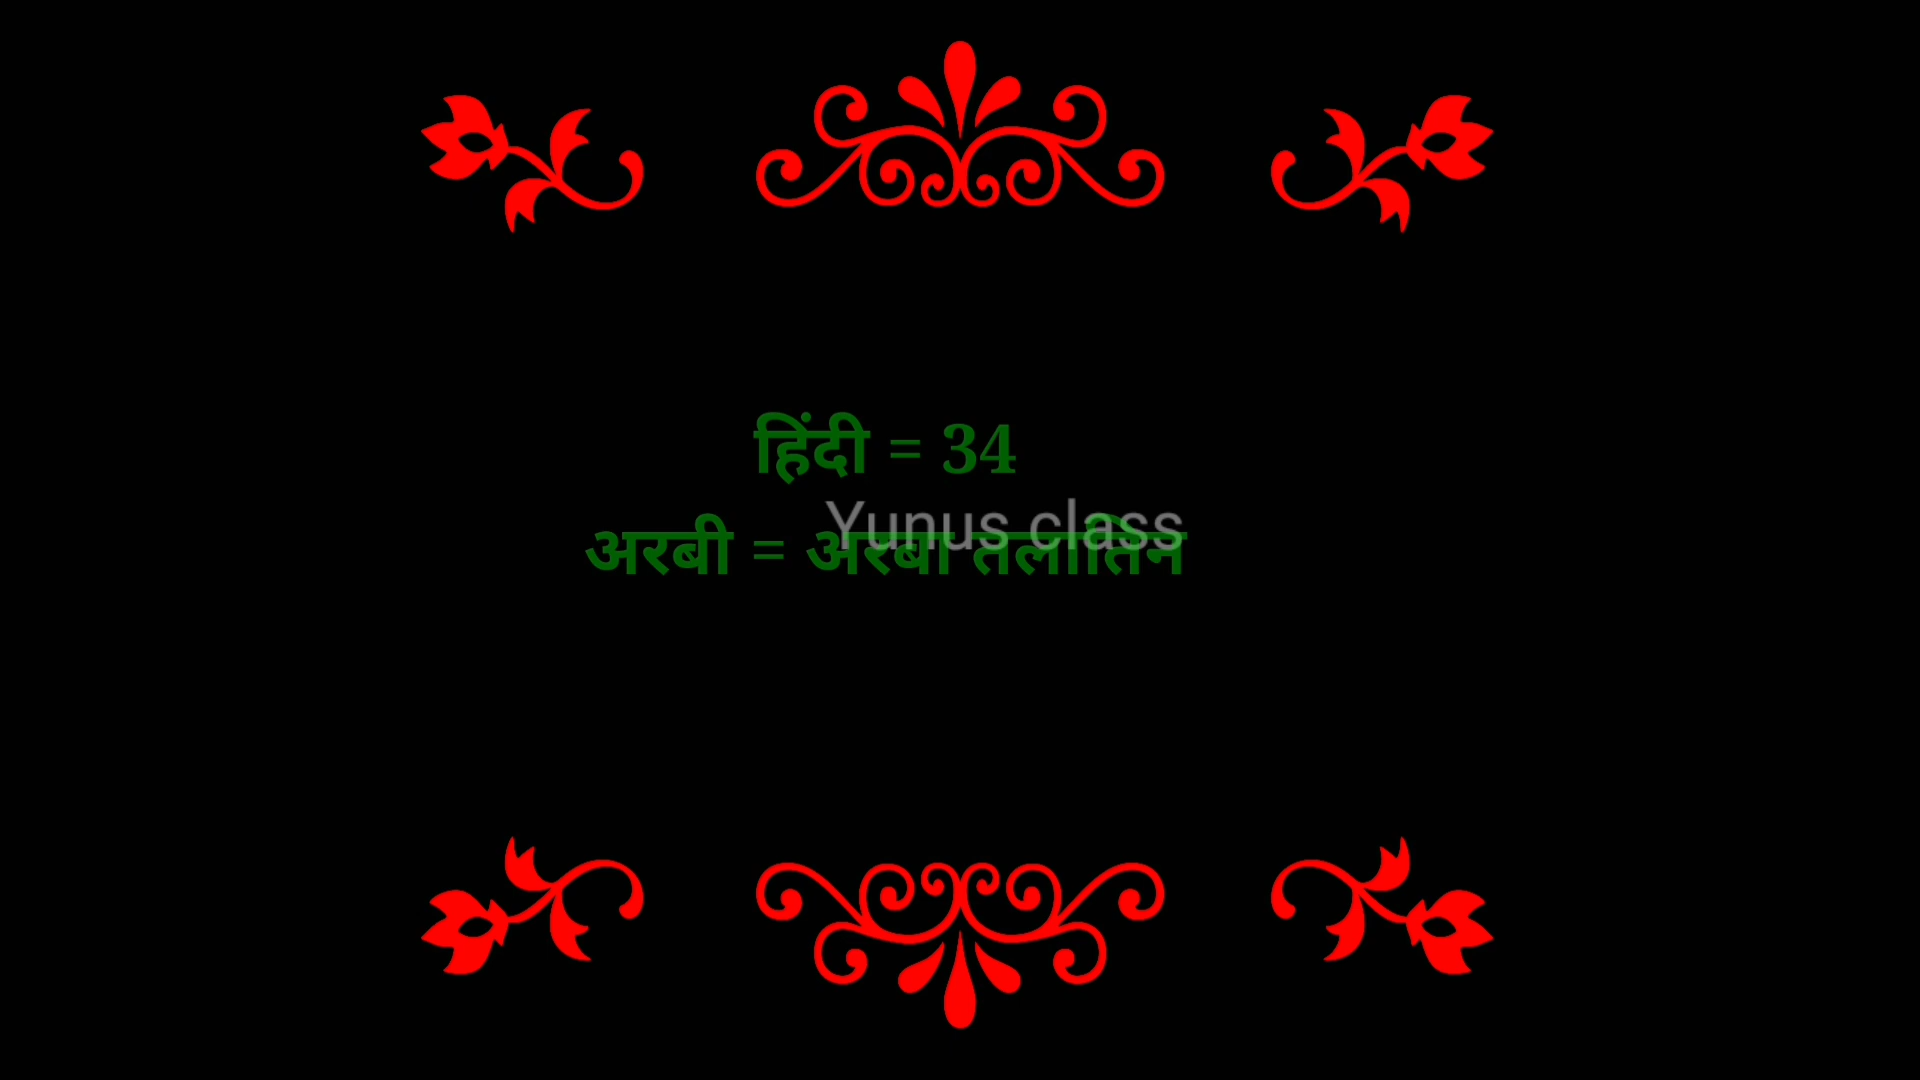 हिंदी = 34
Yunus class
अरबी = अरबा तलातिन